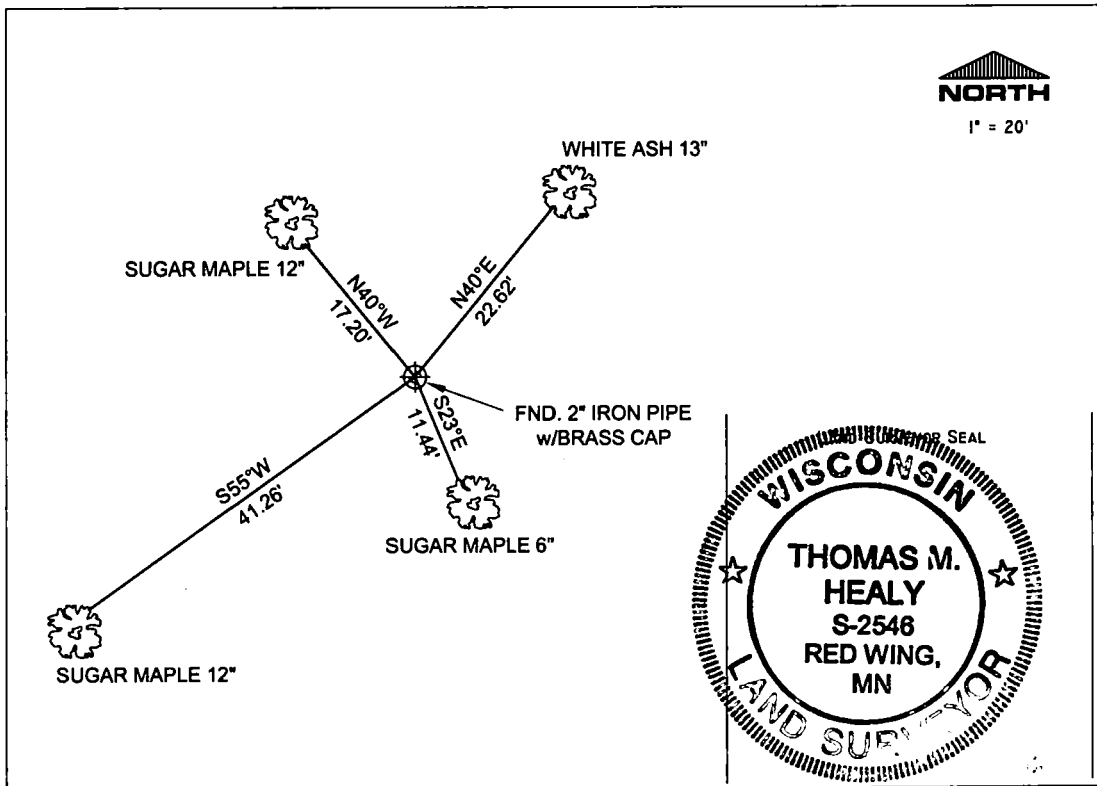 NORTH
1" = 20'
WHITE ASH 13"
SUGAR MAPLE 12"
N40°W
17.20'
N40°E
22.62'
FND. 2" IRON PIPE
w/BRASS CAP
S23°E
11.44'
S55°W
41.26'
SUGAR MAPLE 6"
SUGAR MAPLE 12"
SEAL
WISCONSIN
THOMAS M.
HEALY
S-2546
RED WING,
MN
LAND SURVEYOR